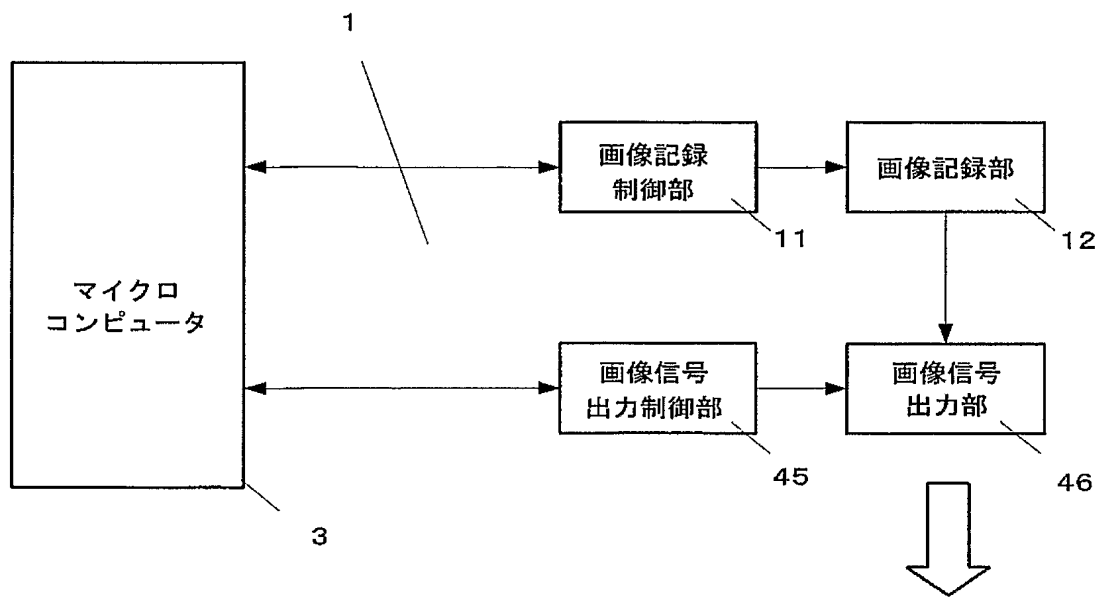 1
画像記録
制御部
画像記録部
11
12
マイクロ
コンピュータ
画像信号
出力制御部
画像信号
出力部
45
46
3